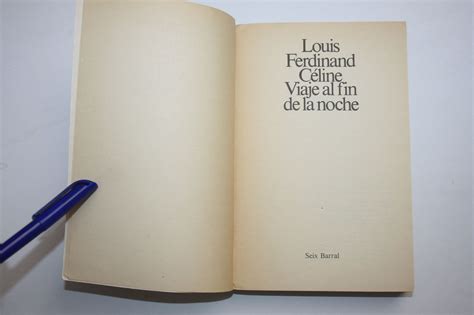 Louis
Ferdinand
Céline
Viaje al fin
de la noche
Seix Barral